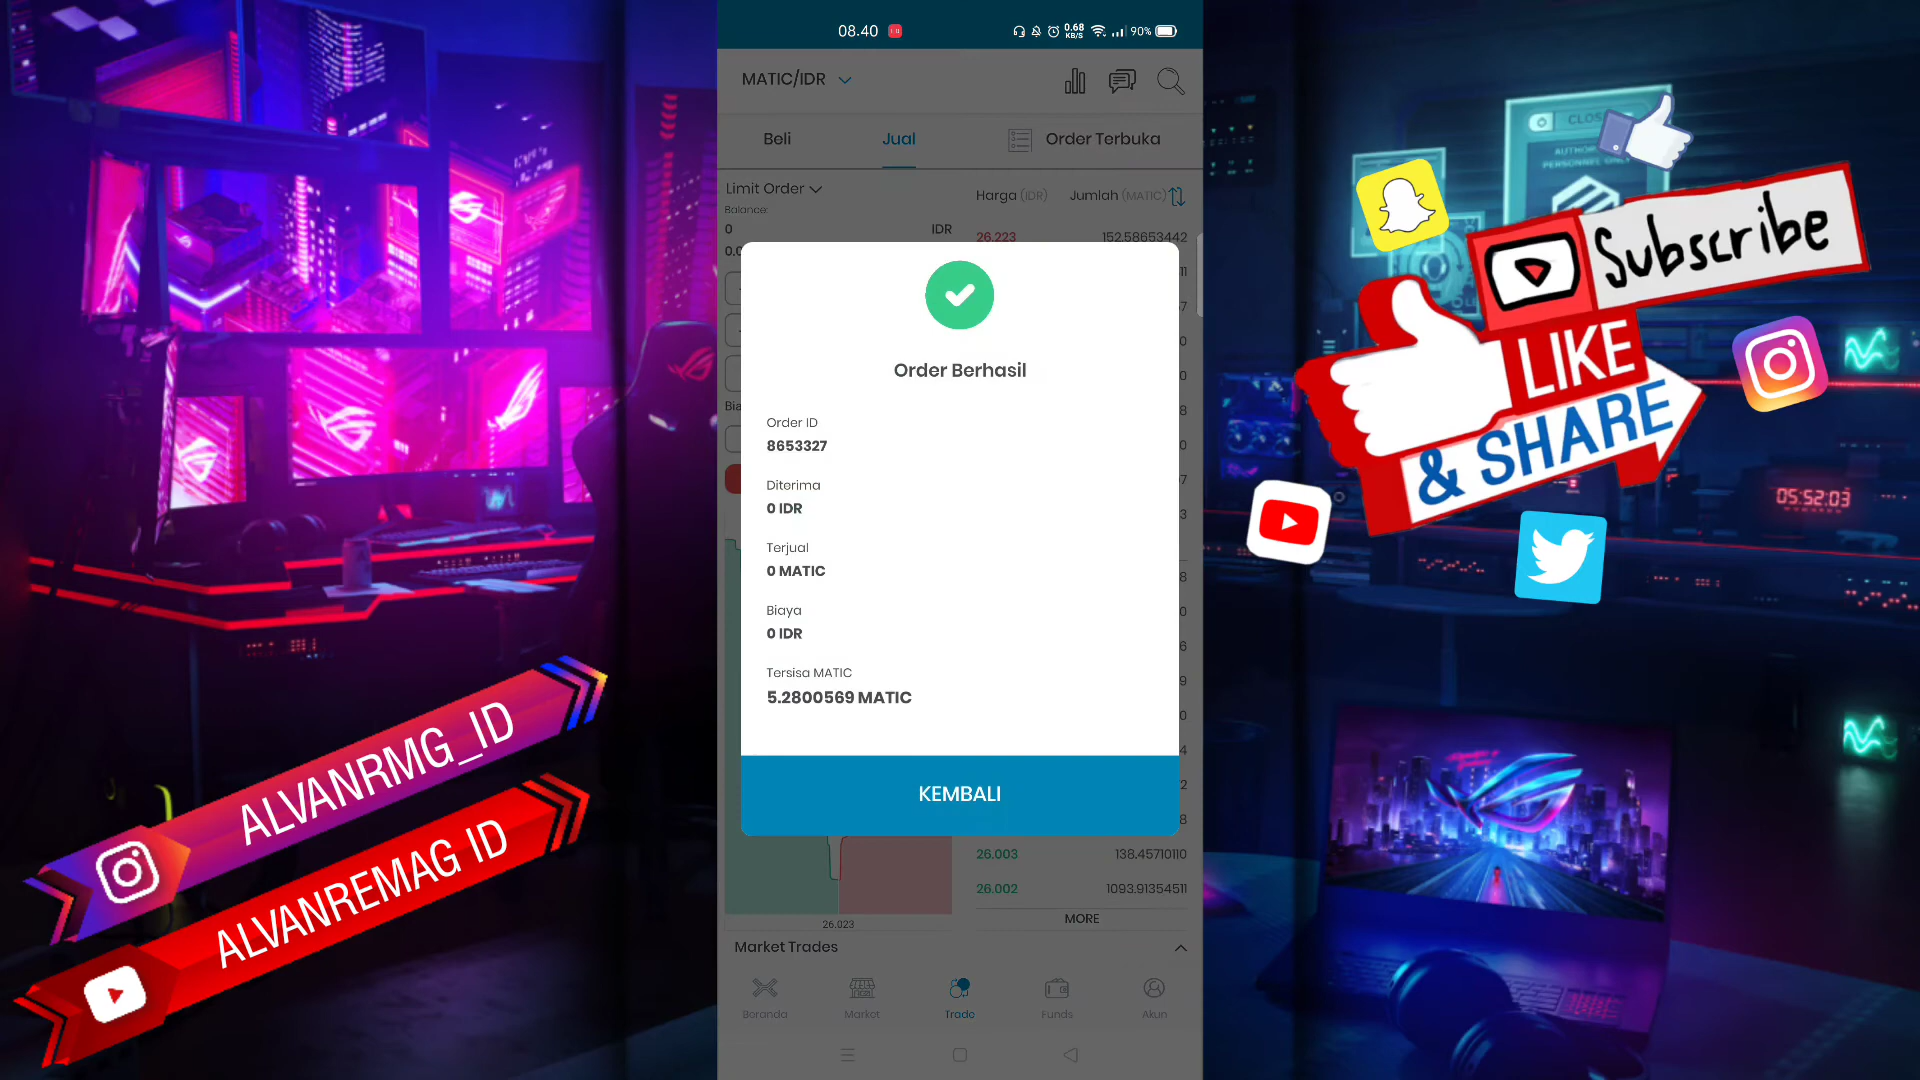 08.40
0.68
KB/S
90%
MATIC/IDR
Beli
Jual
Order Terbuka
Limit Order
Harga (IDR)
Jumlah (MATIC)
Balance:
0
IDR
26.223
152.58653442
Order Berhasil
Order ID
8653327
Diterima
0 IDR
Terjual
0 MATIC
Biaya
0 IDR
Tersisa MATIC
5.2800569 MATIC
KEMBALI
26.003
138.45710110
26.002
1093.91354511
26.023
MORE
Market Trades
Beranda
Market
Trade
Funds
Akun
ALVANRMG_ID
ALVANREMAG ID
Subscribe
LIKE
& SHARE
05:52:03